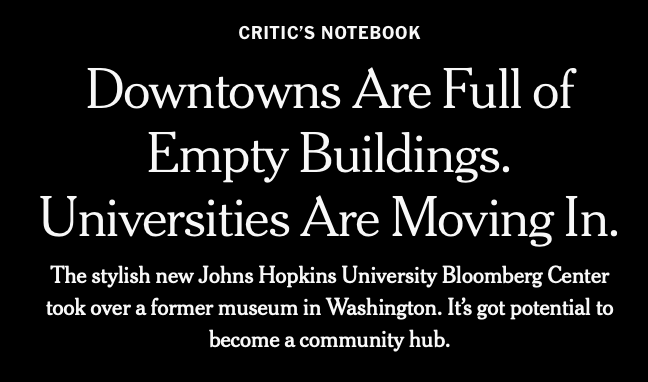 CRITIC’S NOTEBOOK
Downtowns Are Full of
Empty Buildings.
Universities Are Moving In.
The stylish new Johns Hopkins University Bloomberg Center
took over a former museum in Washington. It’s got potential to
become a community hub.